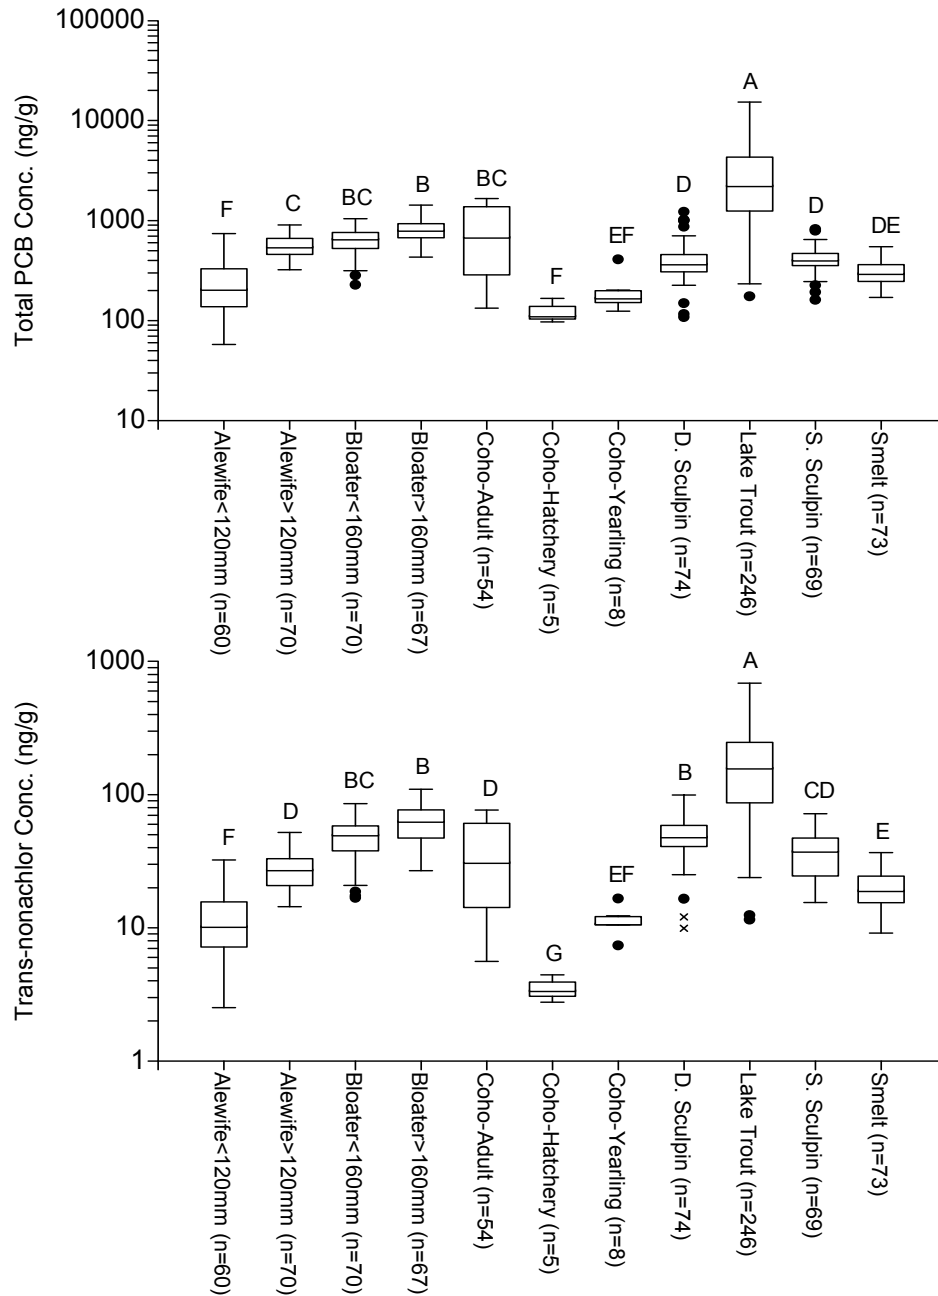 Total PCB Conc. (ng/g)
100000
10000
1000
100
10
F
C
BC
B
BC
F
EF
D
A
D
DE
Alewife<120mm (n=60)
Alewife>120mm (n=70)
Bloater<160mm (n=70)
Bloater>160mm (n=67)
Coho-Adult (n=54)
Coho-Hatchery (n=5)
Coho-Yearling (n=8)
D. Sculpin (n=74)
Lake Trout (n=246)
S. Sculpin (n=69)
Smelt (n=73)
Trans-nonachlor Conc. (ng/g)
1000
100
10
1
F
D
BC
B
D
G
EF
B
A
CD
E
Alewife<120mm (n=60)
Alewife>120mm (n=70)
Bloater<160mm (n=70)
Bloater>160mm (n=67)
Coho-Adult (n=54)
Coho-Hatchery (n=5)
Coho-Yearling (n=8)
D. Sculpin (n=74)
Lake Trout (n=246)
S. Sculpin (n=69)
Smelt (n=73)